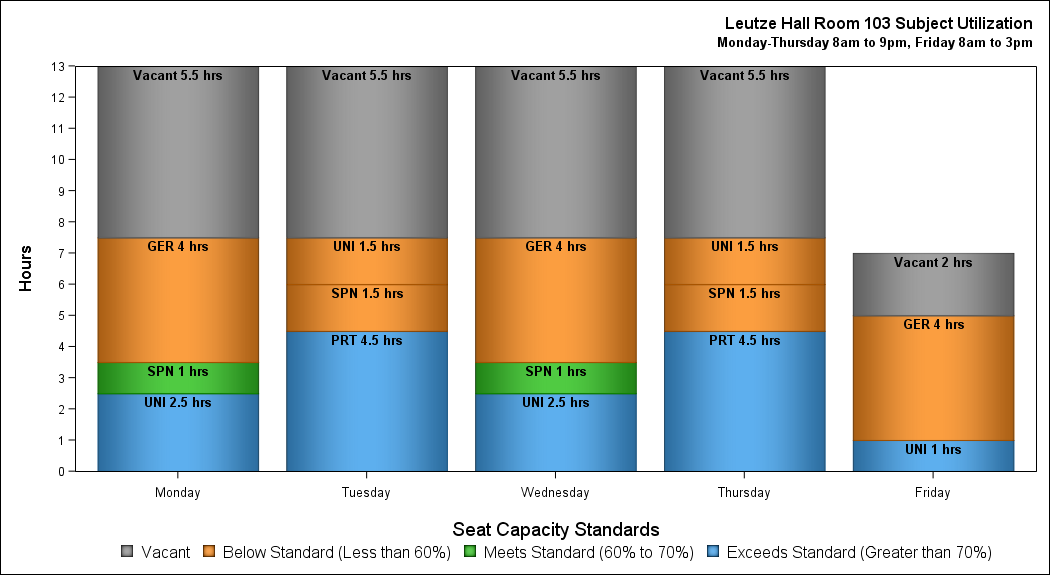 Leutze Hall Room 103 Subject Utilization
Monday-Thursday 8am to 9pm, Friday 8am to 3pm
Hours
13
12
11
10
9
8
7
6
5
4
3
2
1
0
Vacant 5.5 hrs
GER 4 hrs
SPN 1 hrs
UNI 2.5 hrs
Vacant 5.5 hrs
UNI 1.5 hrs
SPN 1.5 hrs
PRT 4.5 hrs
Vacant 5.5 hrs
GER 4 hrs
SPN 1 hrs
UNI 2.5 hrs
Vacant 5.5 hrs
UNI 1.5 hrs
SPN 1.5 hrs
PRT 4.5 hrs
Vacant 2 hrs
GER 4 hrs
UNI 1 hrs
Monday Tuesday Wednesday Thursday Friday
Seat Capacity Standards
Vacant Below Standard (Less than 60%) Meets Standard (60% to 70%) Exceeds Standard (Greater than 70%)